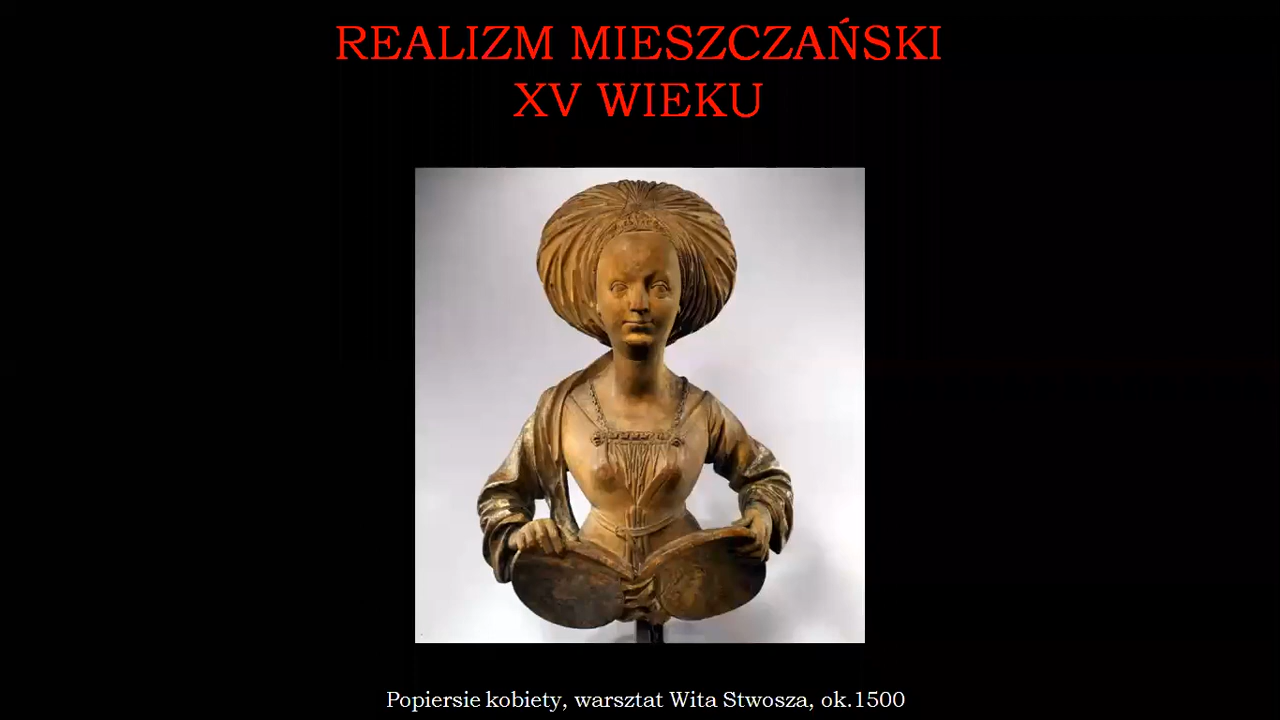 REALIZM MIESZCZAŃSKI
XV WIEKU
Popiersie kobiety, warsztat Wita Stwosza, ok.1500